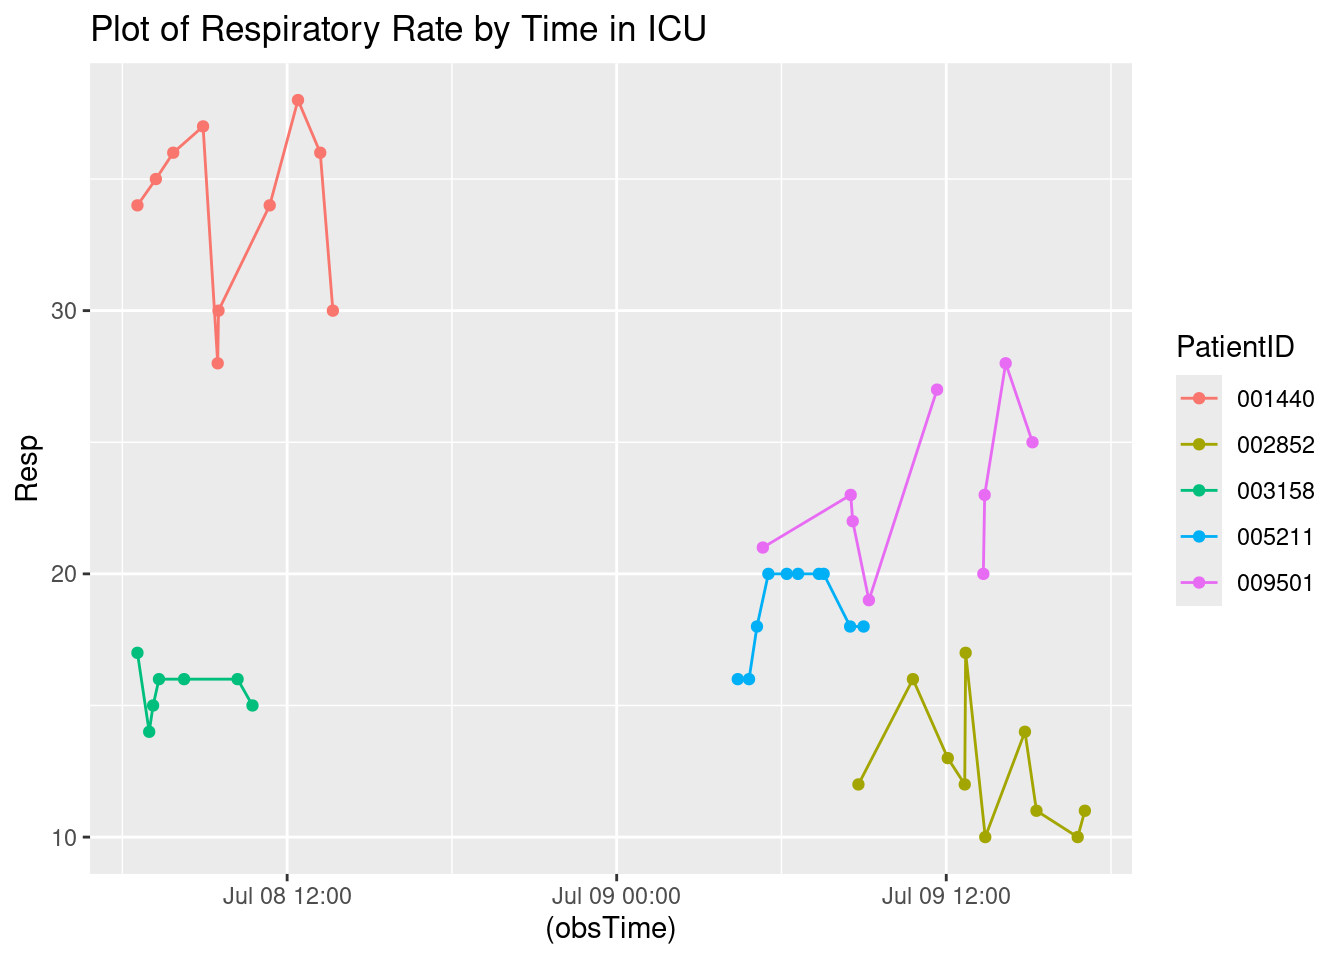 Plot of Respiratory Rate by Time in ICU
Resp
30
20
10
Jul 08 12:00
Jul 09 00:00
Jul 09 12:00
(obsTime)
PatientID
001440
002852
003158
005211
009501